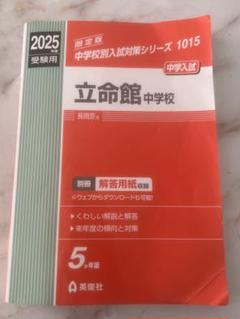 2025年度
受験用
限定版
中学校別入試対策シリーズ 1015
中学入試
立命館中学校
長岡京市
別冊 解答用紙収録
※ウェブからダウンロードも可能!
▶くわしい解説と解答
▶来年度の傾向と対策
5ヵ年版
英俊社